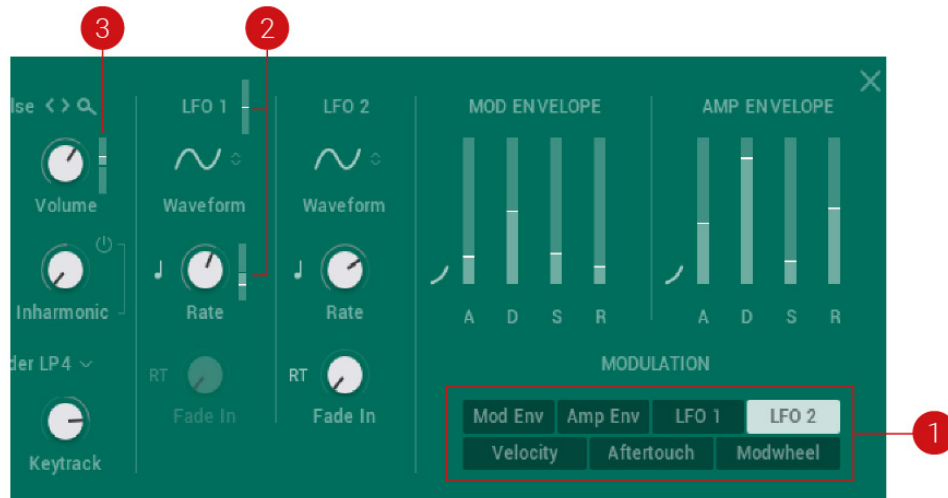 3
2
lse
LFO 1
LFO 2
MOD ENVELOPE
AMP ENVELOPE
Volume
Waveform
Waveform
Inharmonic
Rate
Rate
A D S R
A D S R
der LP4
RT
RT
MODULATION
Fade In
Fade In
Mod Env
Amp Env
LFO 1
LFO 2
1
Keytrack
Velocity
Aftertouch
Modwheel